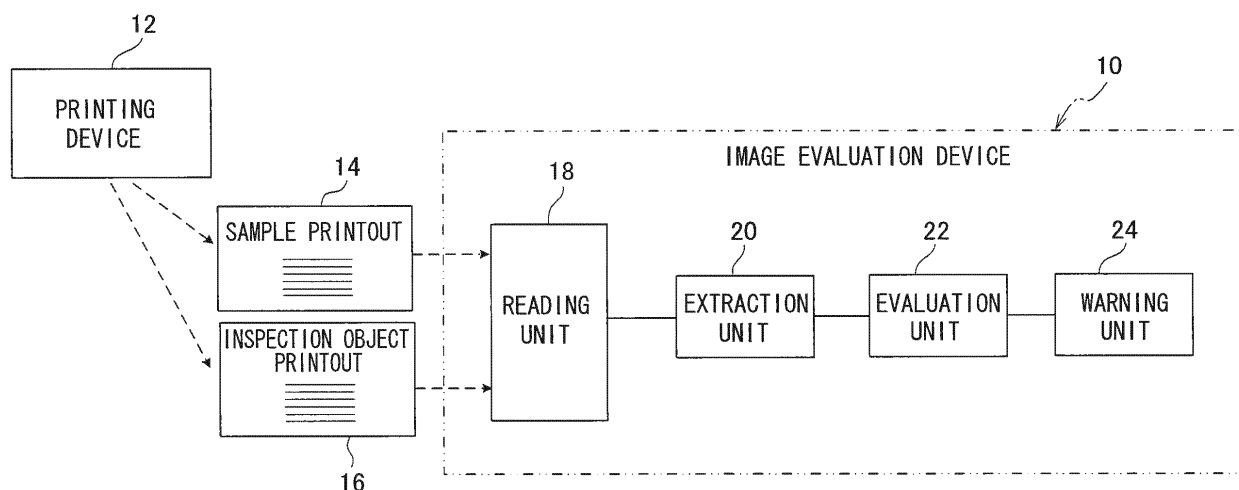 12
PRINTING
DEVICE
10
IMAGE EVALUATION DEVICE
14
SAMPLE PRINTOUT
18
READING
UNIT
20
EXTRACTION
UNIT
22
EVALUATION
UNIT
24
WARNING
UNIT
INSPECTION OBJECT
PRINTOUT
16